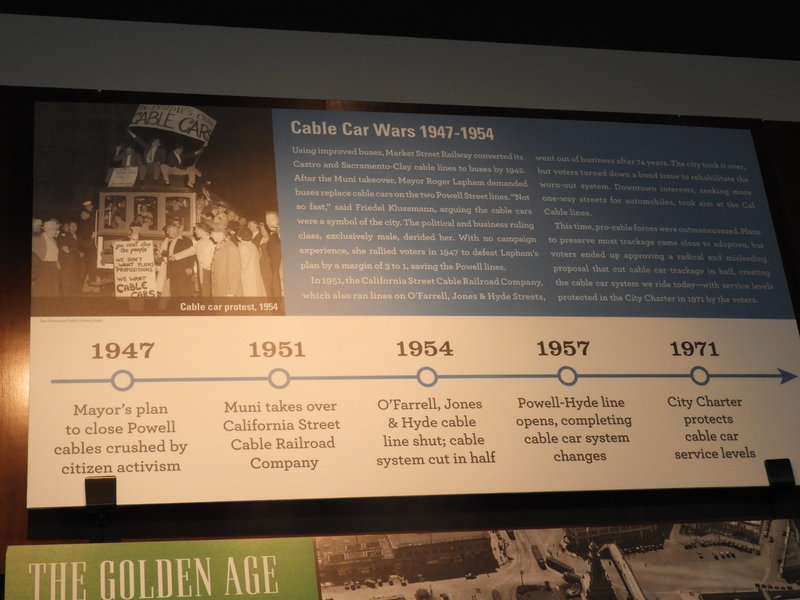 the People's choice
CABLE CARS
you can't stop
the people
WE DON'T
WANT PLANS
PROPOSITIONS
WE WANT
CABLE
CARS
Cable car protest, 1954
San Francisco Public Library photo.
Cable Car Wars 1947-1954
Using improved buses, Market Street Railway converted its
Castro and Sacramento-Clay cable lines to buses by 1942.
After the Muni takeover, Mayor Roger Lapham demanded
buses replace cable cars on the two Powell Street lines. "Not
so fast," said Friedel Klussmann, arguing the cable cars
were a symbol of the city. The political and business ruling
class, exclusively male, derided her. With no campaign
experience, she rallied voters in 1947 to defeat Lapham's
plan by a margin of 3 to 1, saving the Powell lines.
In 1951, the California Street Cable Railroad Company,
which also ran lines on O'Farrell, Jones & Hyde Streets,
went out of business after 74 years. The city took it over,
but voters turned down a bond issue to rehabilitate the
worn-out system. Downtown interests, seeking more
one-way streets for automobiles, took aim at the Cal
Cable lines.
This time, pro-cable forces were outmaneuvered. Plans
to preserve most trackage came close to adoption, but
voters ended up approving a radical and misleading
proposal that cut cable car trackage in half, creating
the cable car system we ride today—with service levels
protected in the City Charter in 1971 by the voters.
1947
Mayor's plan
to close Powell
cables crushed by
citizen activism
1951
Muni takes over
California Street
Cable Railroad
Company
1954
O'Farrell, Jones
& Hyde cable
line shut; cable
system cut in half
1957
Powell-Hyde line
opens, completing
cable car system
changes
1971
City Charter
protects
cable car
service levels
THE GOLDEN AGE